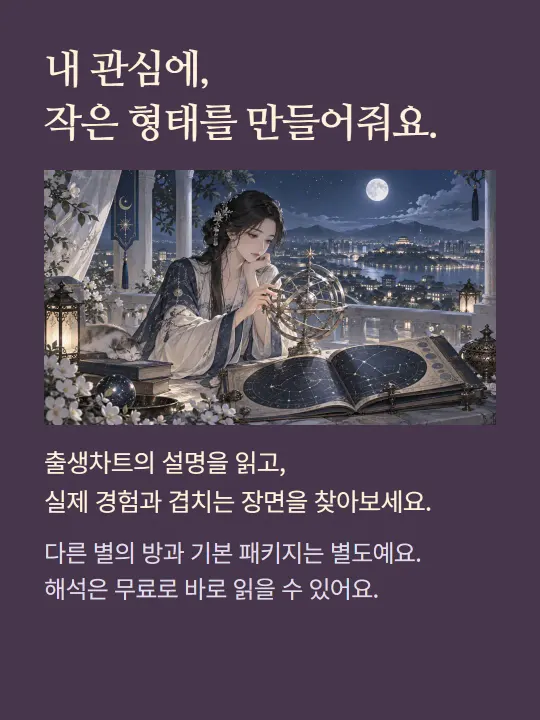 내 관심에,
작은 형태를 만들어줘요.
출생차트의 설명을 읽고,
실제 경험과 겹치는 장면을 찾아보세요.
다른 별의 방과 기본 패키지는 별도예요.
해석은 무료로 바로 읽을 수 있어요.